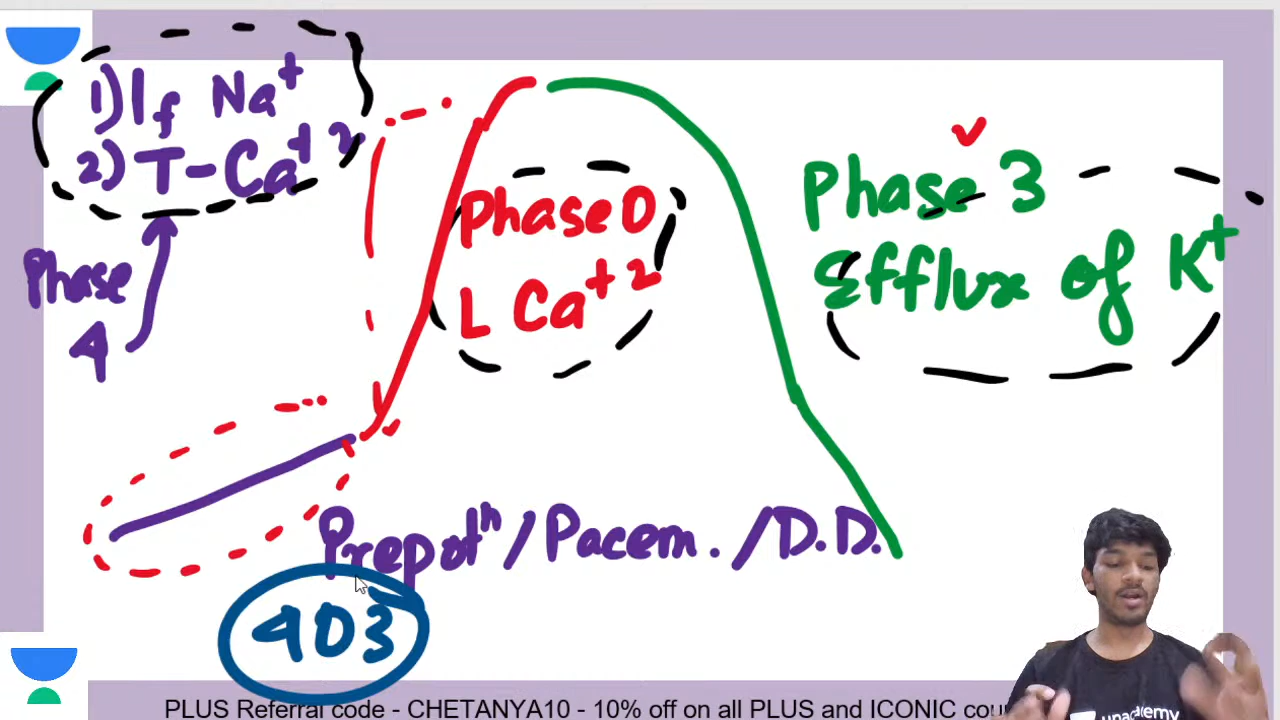 1) If Na+
2) T-Ca+2
Phase
4
Phase 0
L Ca+2
Phase 3
Efflux of K+
Prepotn/Pacem./D.D.
403
PLUS Referral code - CHETANYA10 - 10% off on all PLUS and ICONIC cou
unacademy